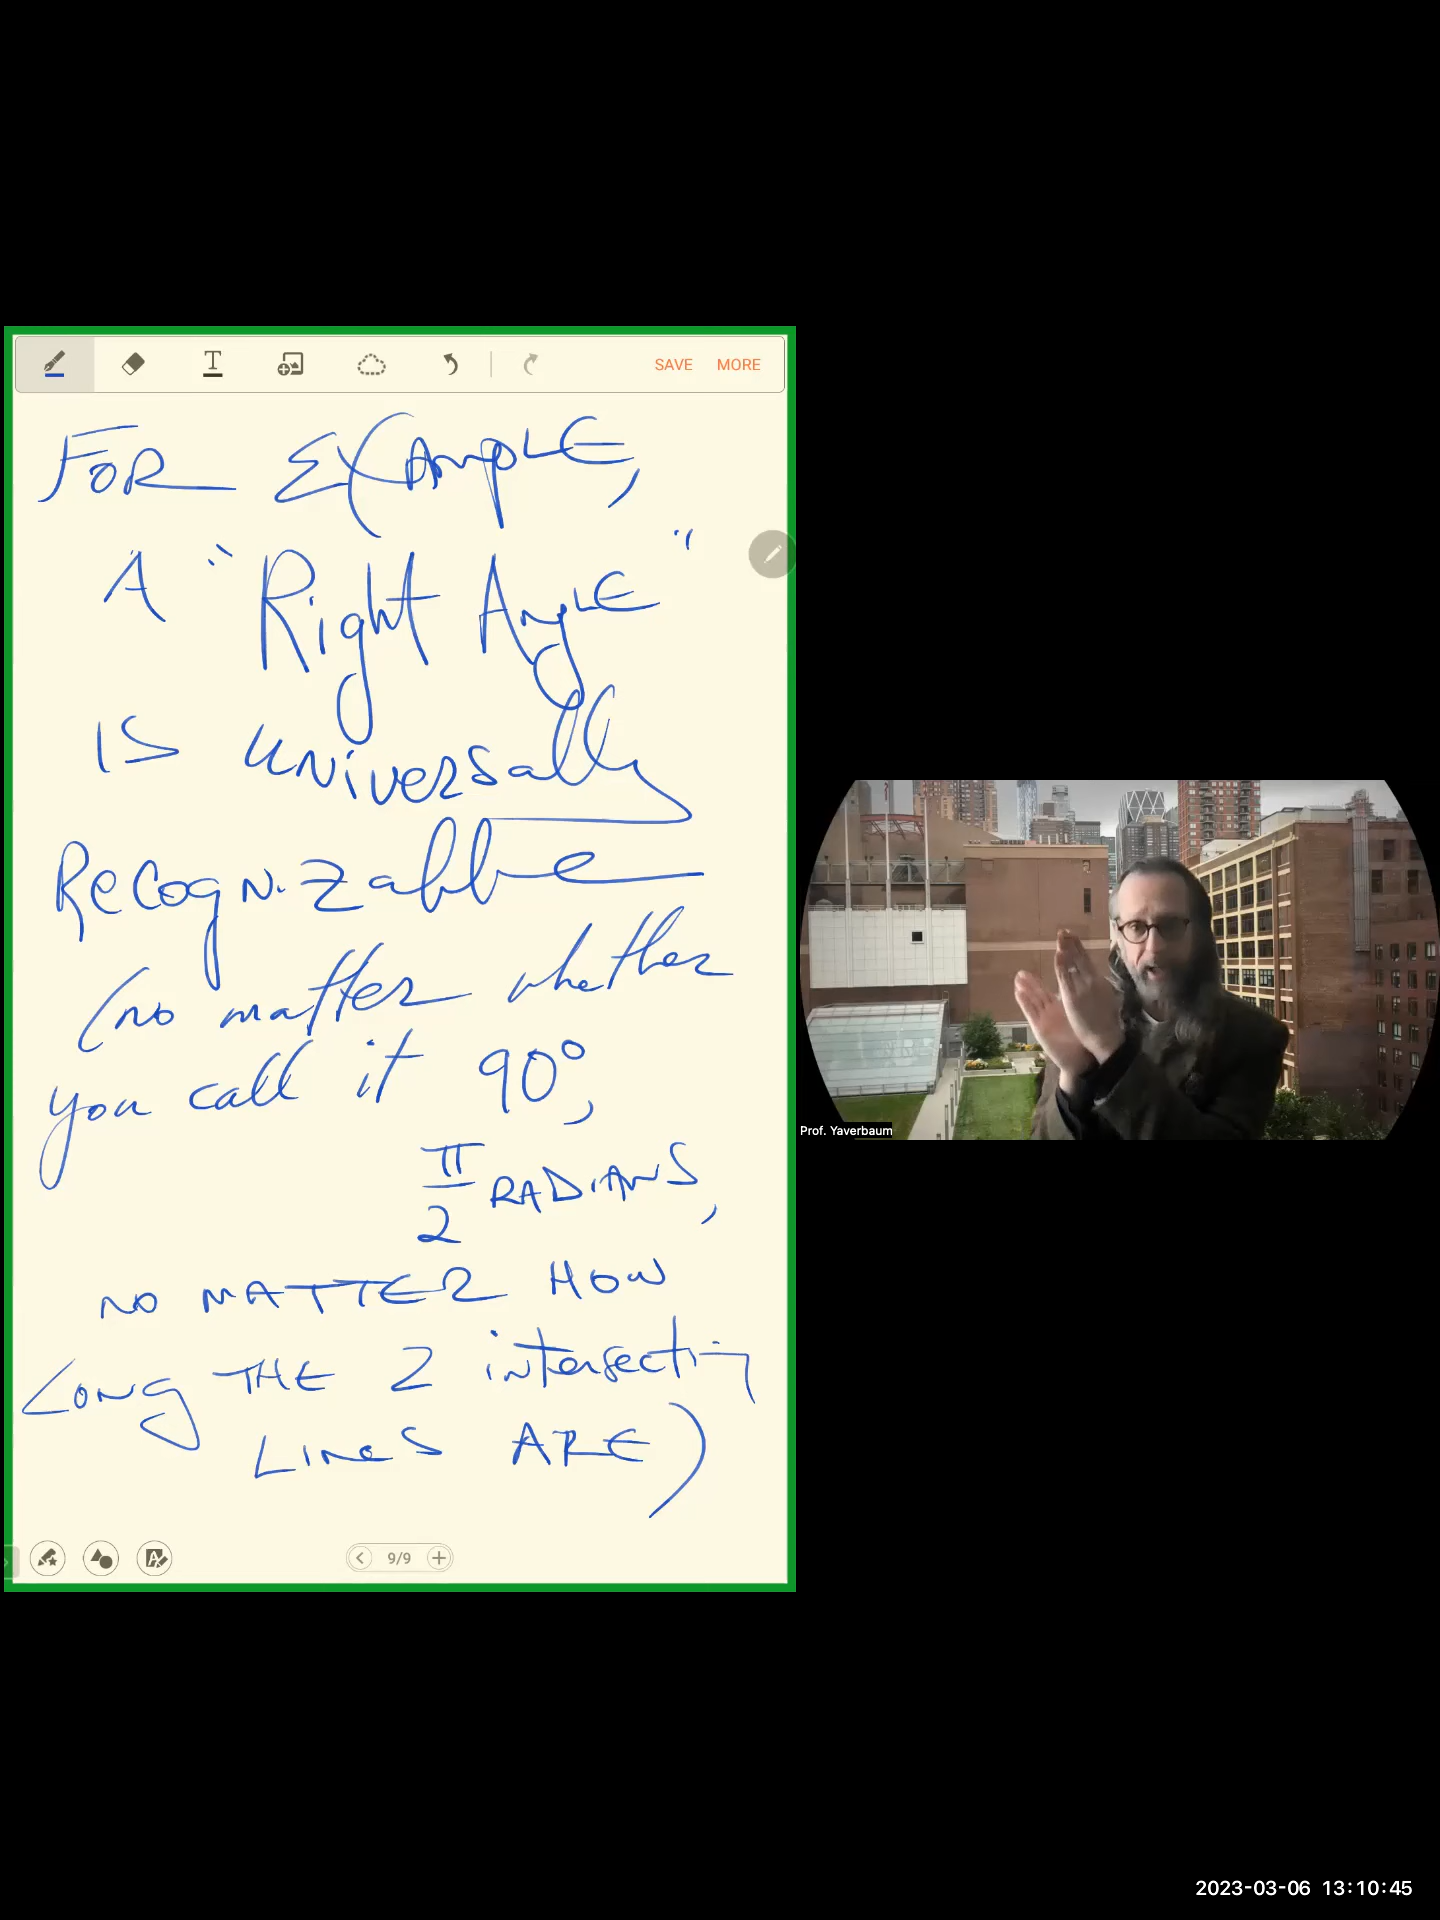 T
SAVE MORE
FOR EXAMPLE,
A "Right ANgLE"
IS UNIVERSally
RecogNizable
(no matter whether
you call it 90°,
π/2 RADIANS,
NO MATTER HOW
LONG THE 2 intersecting
LINES ARE)
9/9
Prof. Yaverbaum
2023-03-06 13:10:45